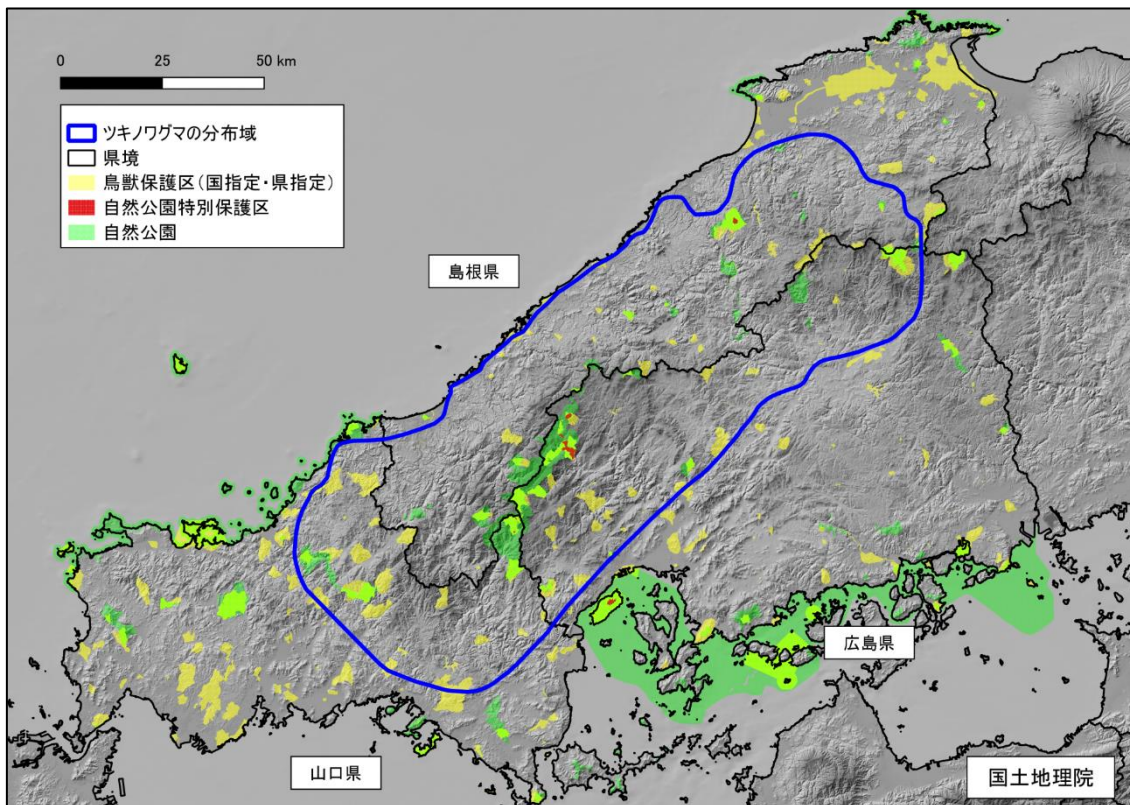 0 25 50 km
ツキノワグマの分布域
県境
鳥獣保護区(国指定・県指定)
自然公園特別保護区
自然公園
島根県
広島県
山口県
国土地理院